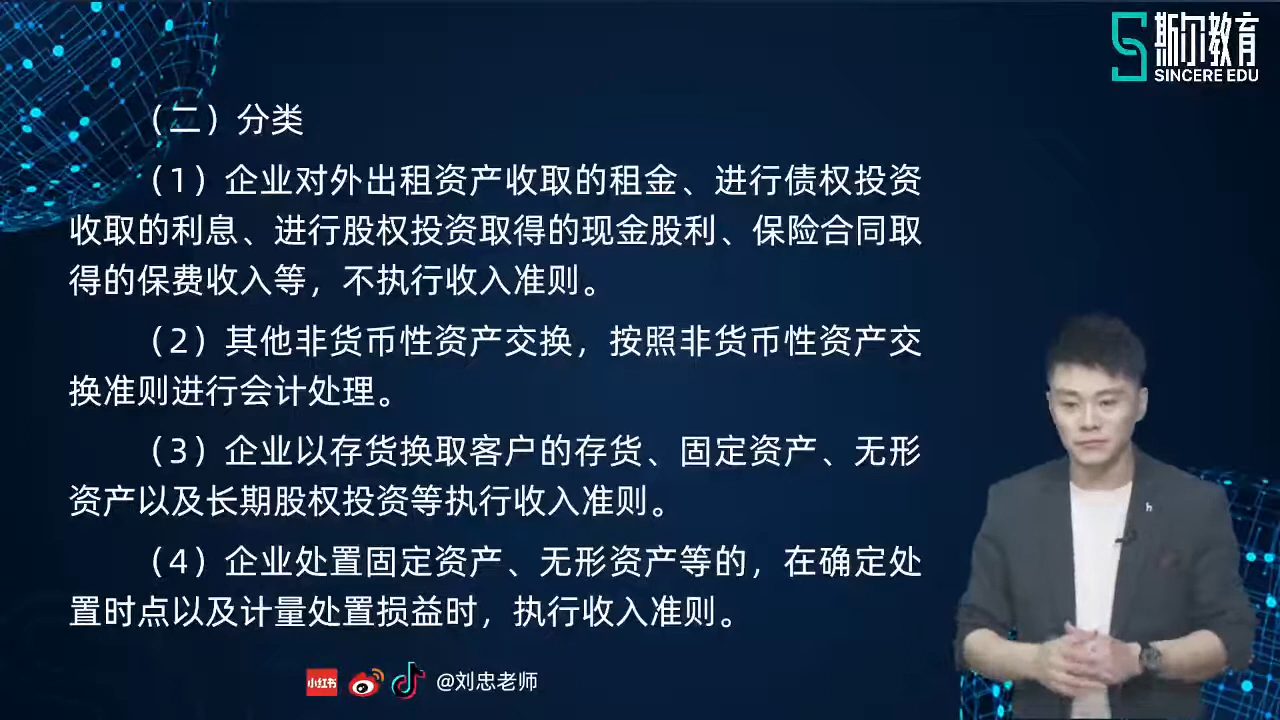 斯尔教育
SINCERE EDU
（二）分类
（1）企业对外出租资产收取的租金、进行债权投资
收取的利息、进行股权投资取得的现金股利、保险合同取
得的保费收入等，不执行收入准则。
（2）其他非货币性资产交换，按照非货币性资产交
换准则进行会计处理。
（3）企业以存货换取客户的存货、固定资产、无形
资产以及长期股权投资等执行收入准则。
（4）企业处置固定资产、无形资产等的，在确定处
置时点以及计量处置损益时，执行收入准则。
小红书 @刘忠老师